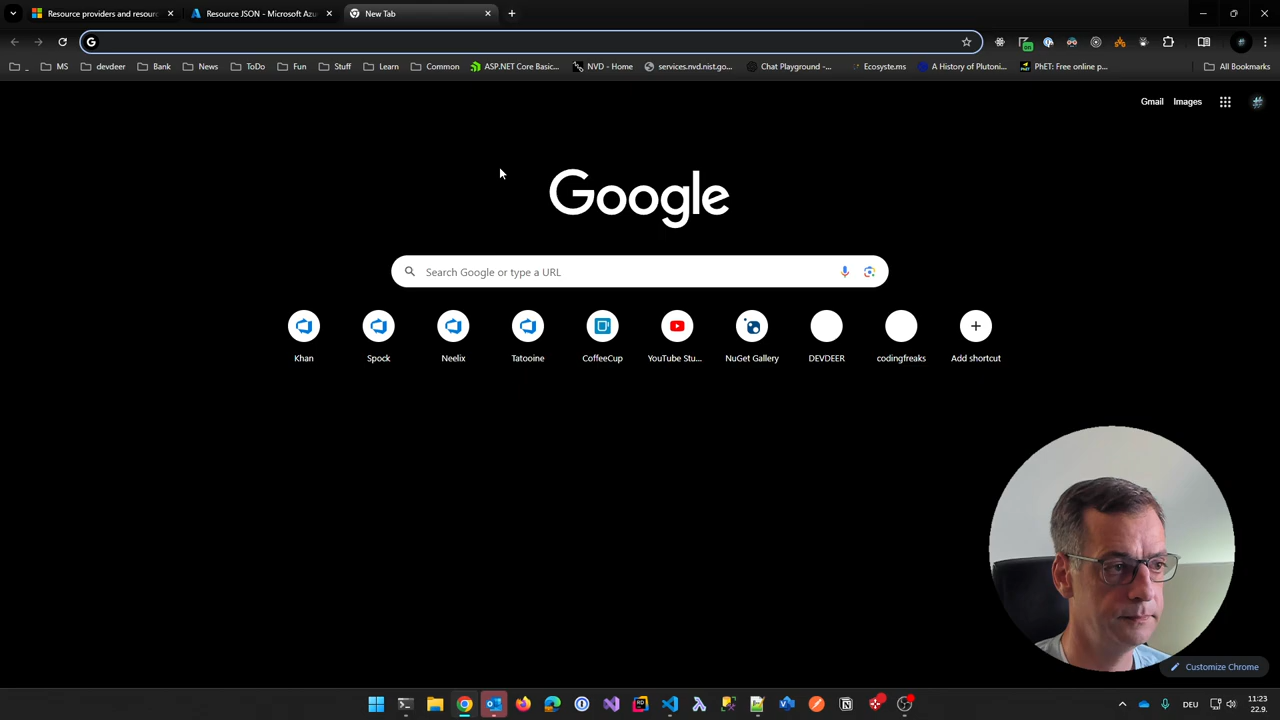 Resource providers and resourc
Resource JSON - Microsoft Azu
New Tab
G
on
_
MS
devdeer
Bank
News
ToDo
Fun
Stuff
Learn
Common
ASP.NET Core Basic...
NVD - Home
services.nvd.nist.go...
Chat Playground -...
Ecosyste.ms
A History of Plutoni...
PhET: Free online p...
All Bookmarks
Gmail
Images
Google
Search Google or type a URL
Khan
Spock
Neelix
Tatooine
CoffeeCup
YouTube Stu...
NuGet Gallery
DEVDEER
codingfreaks
Add shortcut
Customize Chrome
DEU
11:23
22.9.